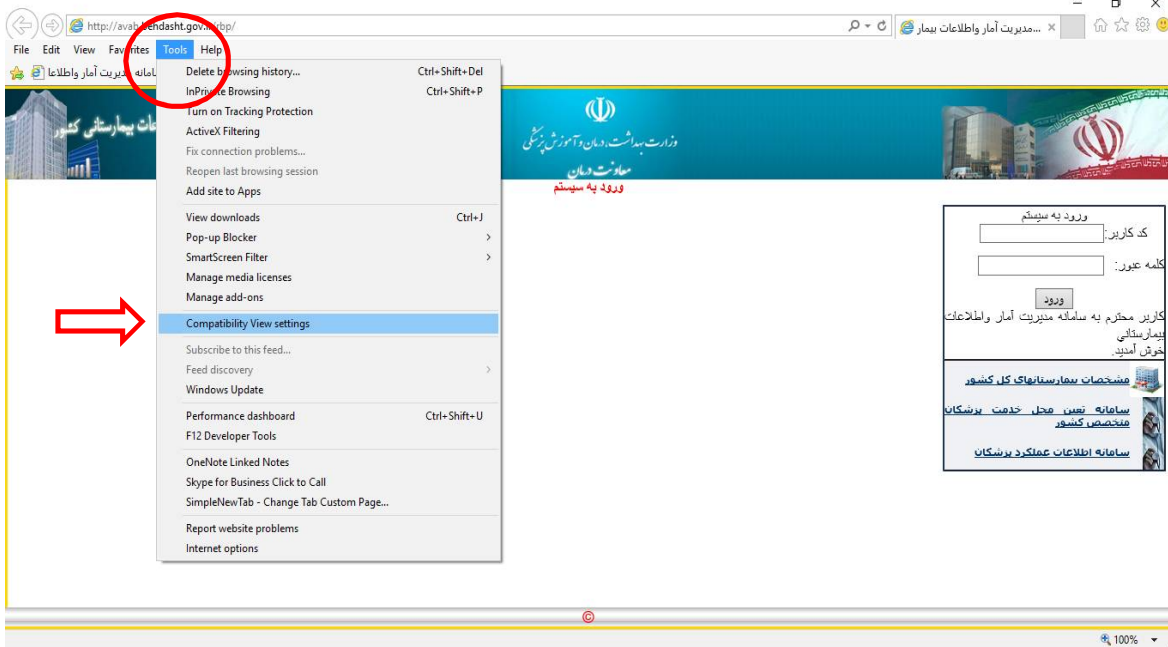 http://avab.behdasht.gov.ir/rbp/
مدیریت آمار واطلاعات بیمار...
File Edit View Favorites Tools Help
سامانه مدیریت آمار واطلاعا
Delete browsing history... Ctrl+Shift+Del
InPrivate Browsing Ctrl+Shift+P
Turn on Tracking Protection
ActiveX Filtering
Fix connection problems...
Reopen last browsing session
Add site to Apps
View downloads Ctrl+J
Pop-up Blocker
SmartScreen Filter
Manage media licenses
Manage add-ons
Compatibility View settings
Subscribe to this feed...
Feed discovery
Windows Update
Performance dashboard Ctrl+Shift+U
F12 Developer Tools
OneNote Linked Notes
Skype for Business Click to Call
SimpleNewTab - Change Tab Custom Page...
Report website problems
Internet options
بیمارستانی کشور
وزارت بهداشت، درمان و آموزش پزشکی
معاونت درمان
ورود به سیستم
ورود به سیستم
کد کاربر:
کلمه عبور:
ورود
کاربر محترم به سامانه مدیریت آمار واطلاعات
بیمارستانی
خوش آمدید.
مشخصات بیمارستانهای کل کشور
سامانه تعین محل خدمت پزشکان
متخصص کشور
سامانه اطلاعات عملکرد پزشکان
©
100%